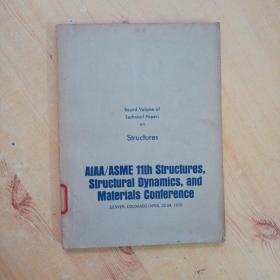 Bound Volume of
Technical Papers
on
Structures
AIAA/ASME 11th Structures,
Structural Dynamics, and
Materials Conference
DENVER, COLORADO/APRIL 22-24, 1970